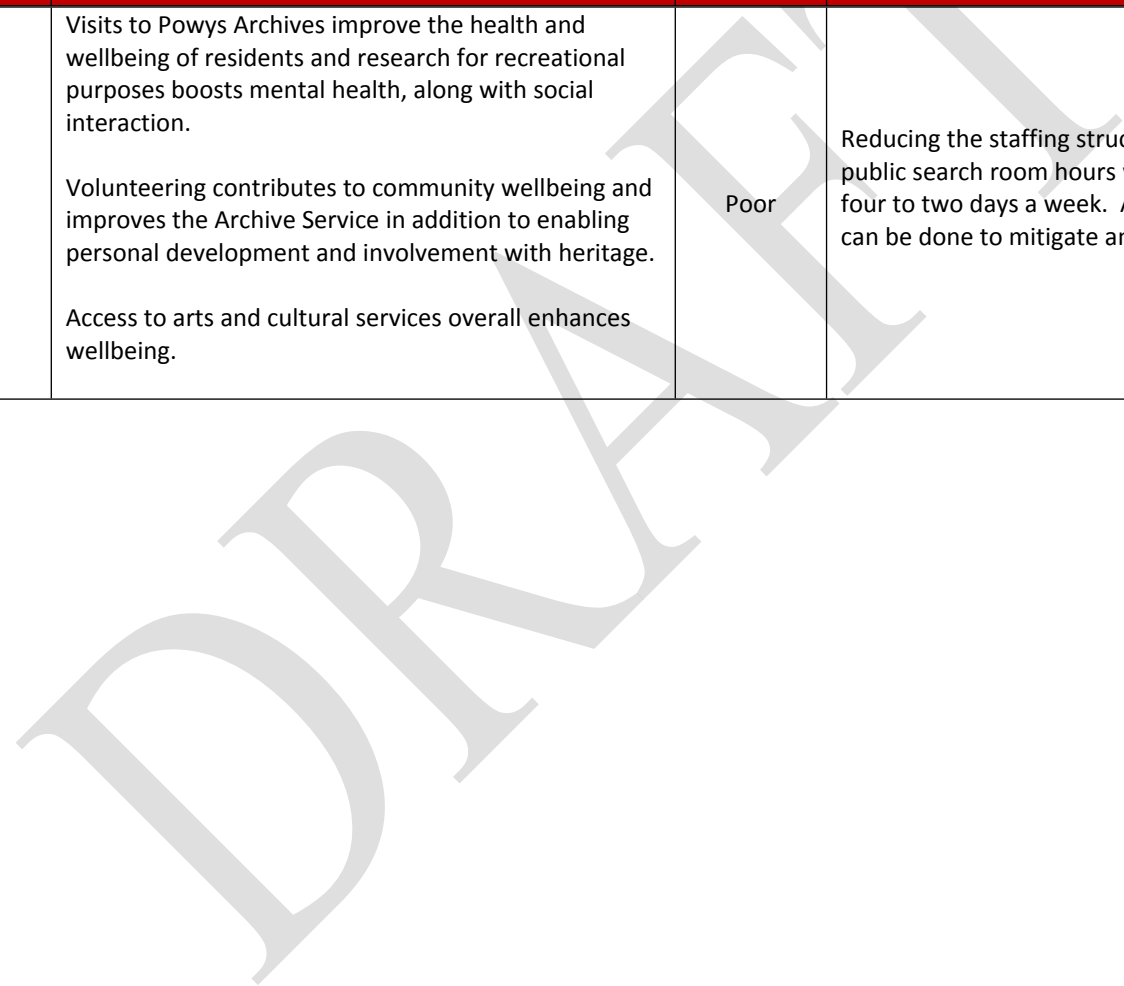 Visits to Powys Archives improve the health and
wellbeing of residents and research for recreational
purposes boosts mental health, along with social
interaction.
Volunteering contributes to community wellbeing and
improves the Archive Service in addition to enabling
personal development and involvement with heritage.
Access to arts and cultural services overall enhances
wellbeing.
Poor
Reducing the staffing
public search room hours
four to two days a week.
can be done to mitigate
DRAFT